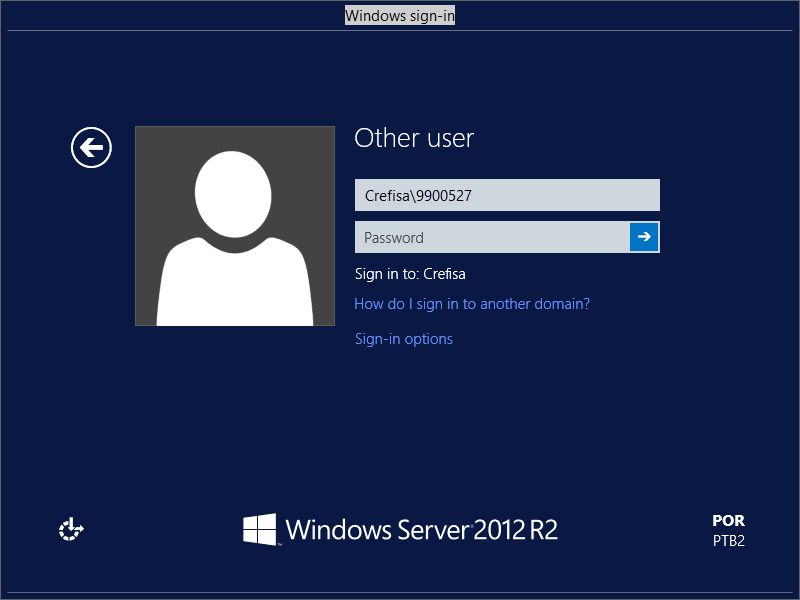 Windows sign-in
Other user
Crefisa\9900527
Password
Sign in to: Crefisa
How do I sign in to another domain?
Sign-in options
Windows Server 2012 R2
POR
PTB2